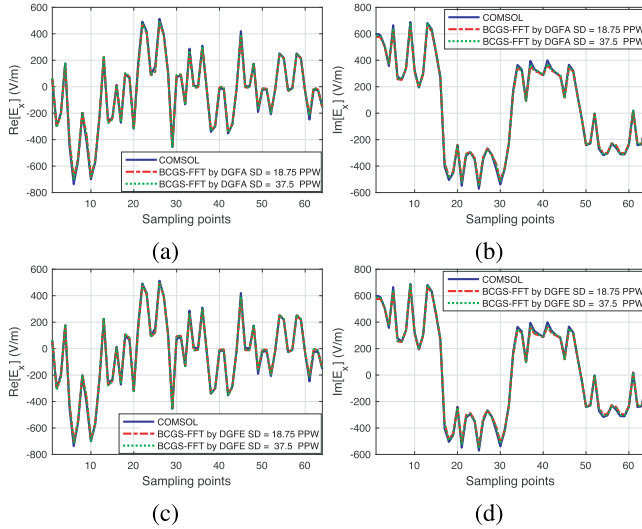 600
400
200
0
-200
-400
-600
-800
Re[E_x] (V/m)
COMSOL
BCGS-FFT by DGFA SD = 18.75 PPW
BCGS-FFT by DGFA SD = 37.5 PPW
10 20 30 40 50 60
Sampling points
(a)
800
600
400
200
0
-200
-400
-600
Im[E_x] (V/m)
COMSOL
BCGS-FFT by DGFA SD = 18.75 PPW
BCGS-FFT by DGFA SD = 37.5 PPW
10 20 30 40 50 60
Sampling points
(b)
600
400
200
0
-200
-400
-600
-800
Re[E_x] (V/m)
COMSOL
BCGS-FFT by DGFE SD = 18.75 PPW
BCGS-FFT by DGFE SD = 37.5 PPW
10 20 30 40 50 60
Sampling points
(c)
800
600
400
200
0
-200
-400
-600
Im[E_x] (V/m)
COMSOL
BCGS-FFT by DGFE SD = 18.75 PPW
BCGS-FFT by DGFE SD = 37.5 PPW
10 20 30 40 50 60
Sampling points
(d)